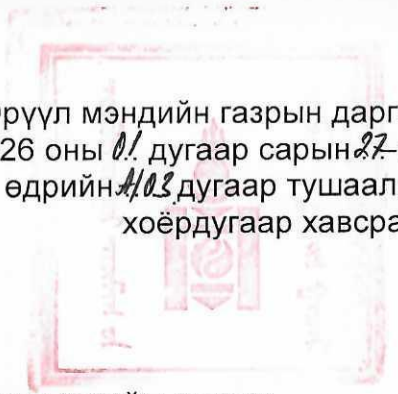 рүүл мэндийн газрын дарг
26 оны 01 дугаар сарын 27-
өдрийн А/03 дугаар тушаал
хоёрдугаар хавсра